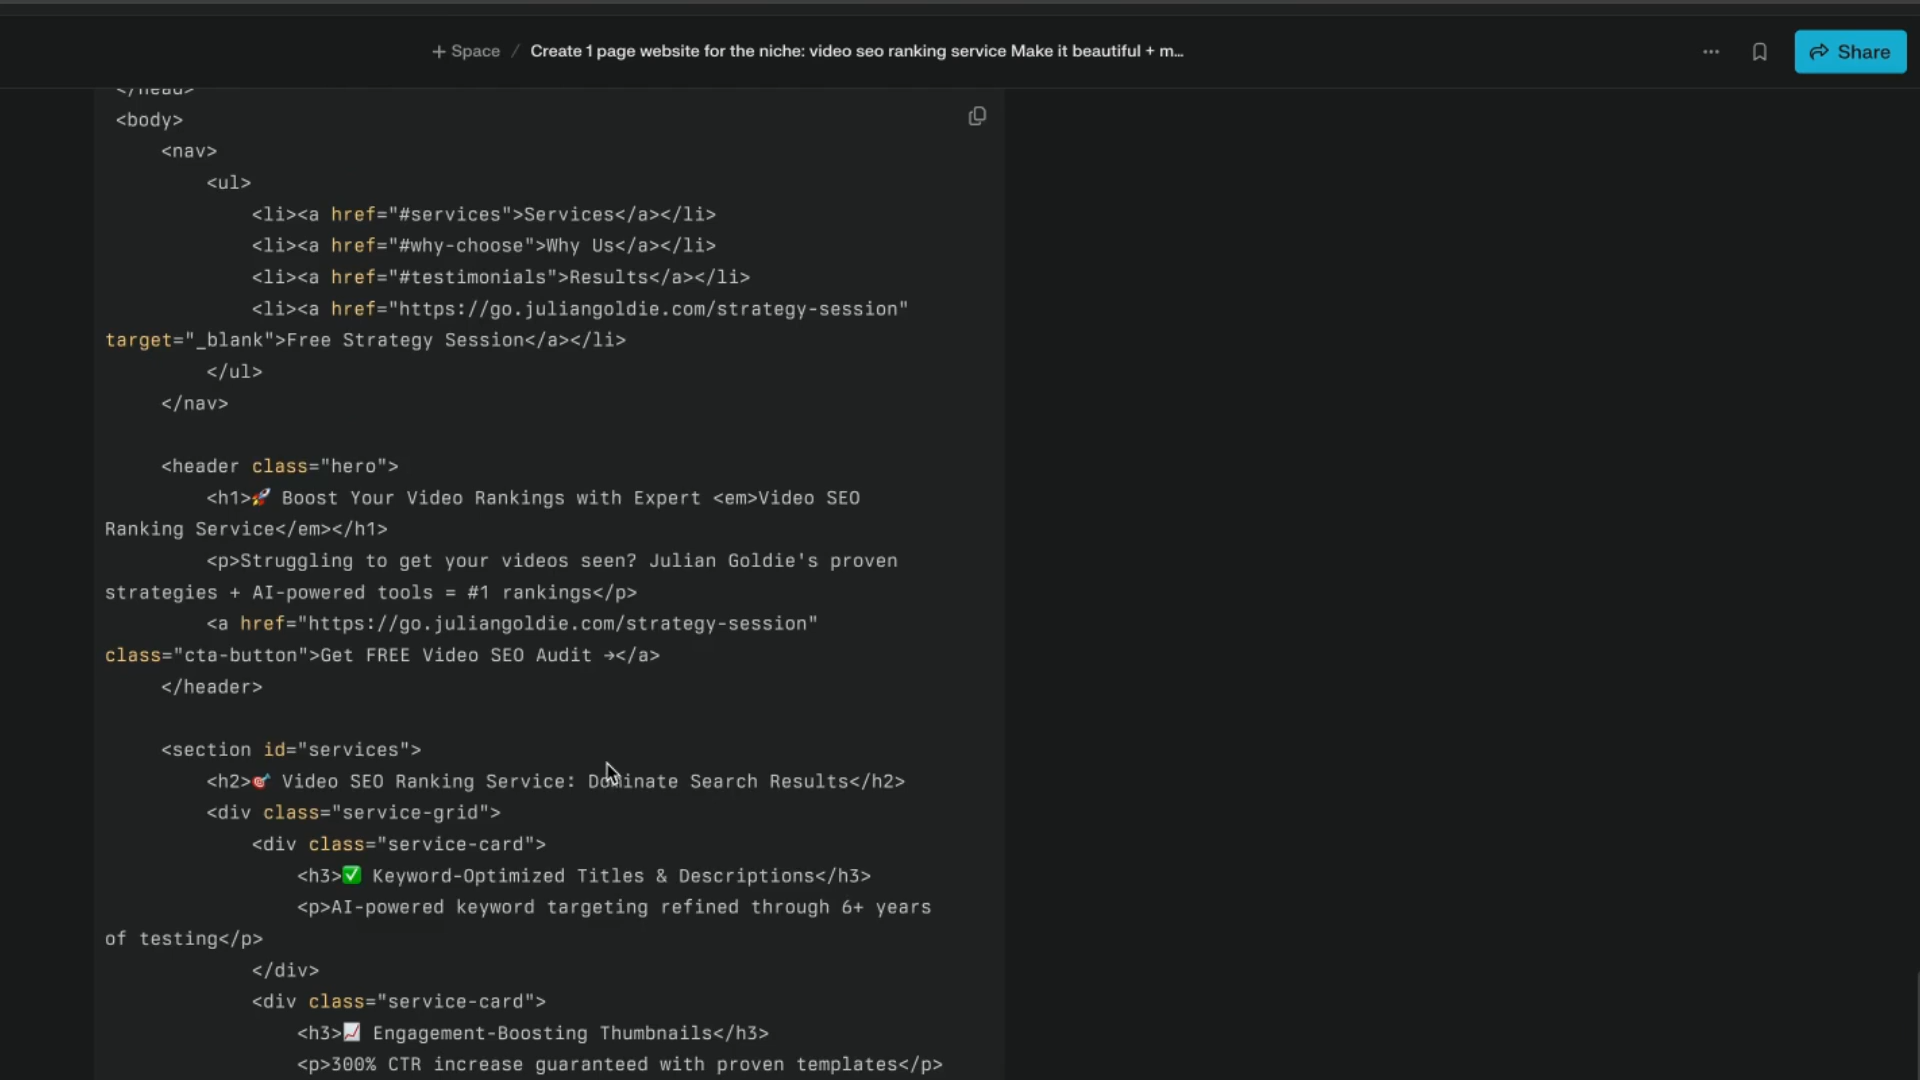 + Space / Create 1 page website for the niche: video seo ranking service Make it beautiful + m...
Share
</head>
<body>
<nav>
<ul>
<li><a href="#services">Services</a></li>
<li><a href="#why-choose">Why Us</a></li>
<li><a href="#testimonials">Results</a></li>
<li><a href="https://go.juliangoldie.com/strategy-session"
target="_blank">Free Strategy Session</a></li>
</ul>
</nav>
<header class="hero">
<h1>🚀 Boost Your Video Rankings with Expert <em>Video SEO
Ranking Service</em></h1>
<p>Struggling to get your videos seen? Julian Goldie's proven
strategies + AI-powered tools = #1 rankings</p>
<a href="https://go.juliangoldie.com/strategy-session"
class="cta-button">Get FREE Video SEO Audit →</a>
</header>
<section id="services">
<h2>🎯 Video SEO Ranking Service: Dominate Search Results</h2>
<div class="service-grid">
<div class="service-card">
<h3>✅ Keyword-Optimized Titles & Descriptions</h3>
<p>AI-powered keyword targeting refined through 6+ years
of testing</p>
</div>
<div class="service-card">
<h3>📈 Engagement-Boosting Thumbnails</h3>
<p>300% CTR increase guaranteed with proven templates</p>